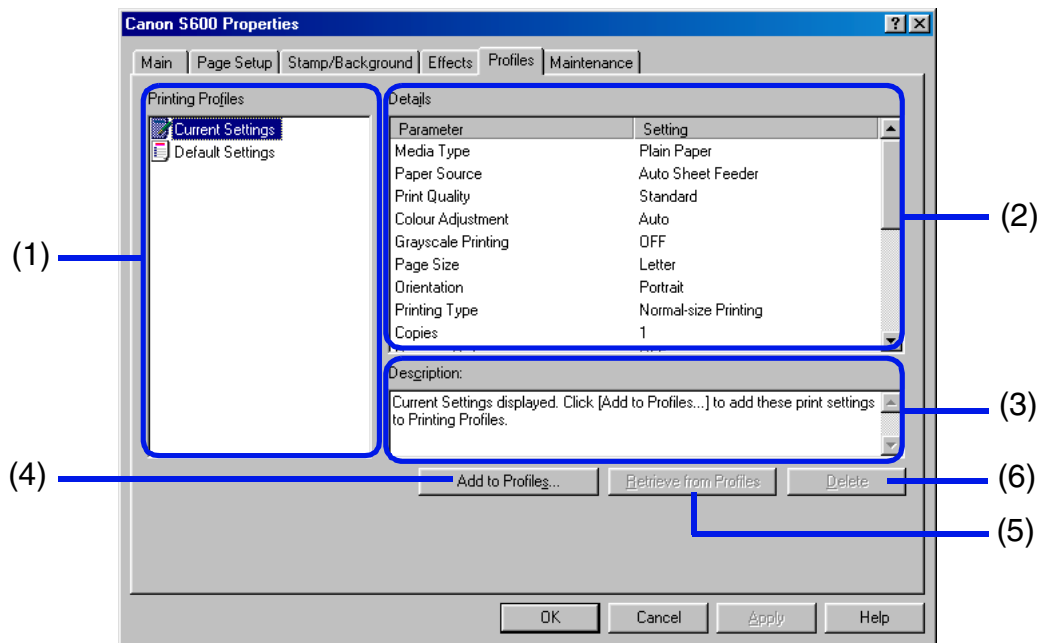 Canon S600 Properties
Main Page Setup Stamp/Background Effects Profiles Maintenance
Printing Profiles
Current Settings
Default Settings
Details
Parameter Setting
Media Type Plain Paper
Paper Source Auto Sheet Feeder
Print Quality Standard
Colour Adjustment Auto
Grayscale Printing OFF
Page Size Letter
Orientation Portrait
Printing Type Normal-size Printing
Copies 1
Description:
Current Settings displayed. Click [Add to Profiles...] to add these print settings
to Printing Profiles.
Add to Profiles... Retrieve from Profiles Delete
OK Cancel Apply Help
(1)
(2)
(3)
(4)
(6)
(5)